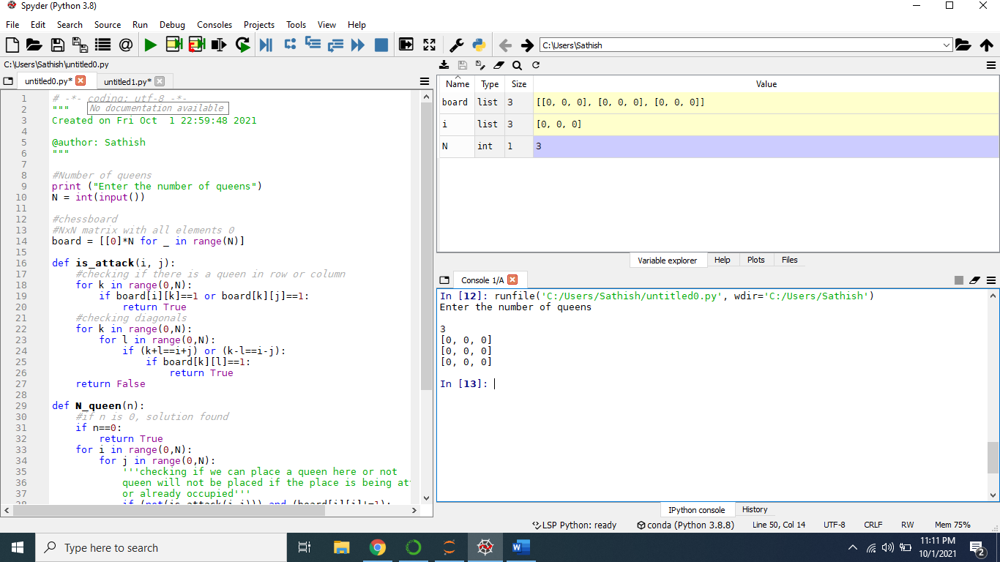 Spyder (Python 3.8)
File Edit Search Source Run Debug Consoles Projects Tools View Help
C:\Users\Sathish
C:\Users\Sathish\untitled0.py
untitled0.py* untitled1.py*
1 # -*- coding: utf-8 -*-
2 """
No documentation available
3 Created on Fri Oct  1 22:59:48 2021
4
5 @author: Sathish
6 """
7
8 #Number of queens
9 print ("Enter the number of queens")
10 N = int(input())
11
12 #chessboard
13 #NxN matrix with all elements 0
14 board = [[0]*N for _ in range(N)]
15
16 def is_attack(i, j):
17     #checking if there is a queen in row or column
18     for k in range(0,N):
19         if board[i][k]==1 or board[k][j]==1:
20             return True
21     #checking diagonals
22     for k in range(0,N):
23         for l in range(0,N):
24             if (k+l==i+j) or (k-l==i-j):
25                 if board[k][l]==1:
26                     return True
27     return False
28
29 def N_queen(n):
30     #if n is 0, solution found
31     if n==0:
32         return True
33     for i in range(0,N):
34         for j in range(0,N):
35             '''checking if we can place a queen here or not
36             queen will not be placed if the place is being at
37             or already occupied'''
38             if (not(is_attack(i,j))) and (board[i][j]!=1):
Name Type Size Value
board list 3 [[0, 0, 0], [0, 0, 0], [0, 0, 0]]
i list 3 [0, 0, 0]
N int 1 3
Variable explorer Help Plots Files
Console 1/A
In [12]: runfile('C:/Users/Sathish/untitled0.py', wdir='C:/Users/Sathish')
Enter the number of queens
3
[0, 0, 0]
[0, 0, 0]
[0, 0, 0]
In [13]:
IPython console History
LSP Python: ready conda (Python 3.8.8) Line 50, Col 14 UTF-8 CRLF RW Mem 75%
Type here to search
W
11:11 PM
10/1/2021
2